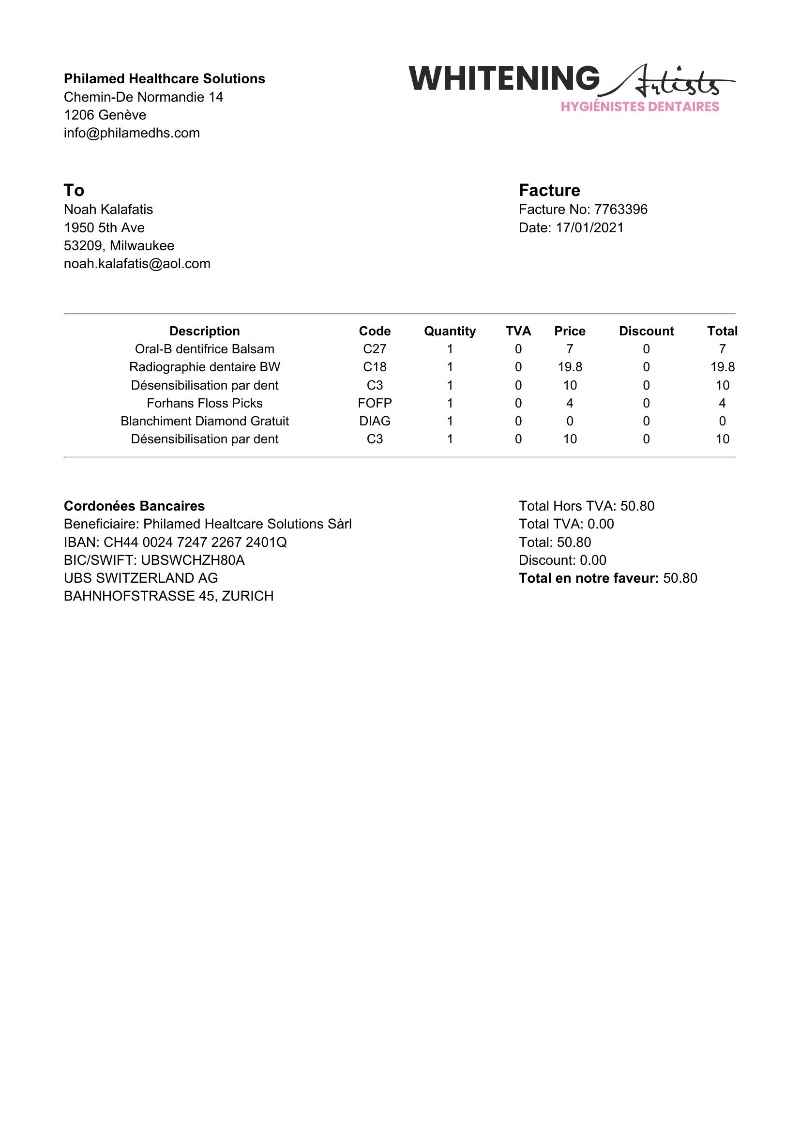 Philamed Healthcare Solutions
Chemin-De Normandie 14
1206 Genève
info@philamedhs.com
WHITENING Artists
HYGIÉNISTES DENTAIRES
To
Noah Kalafatis
1950 5th Ave
53209, Milwaukee
noah.kalafatis@aol.com
Facture
Facture No: 7763396
Date: 17/01/2021
Description Code Quantity TVA Price Discount Total
Oral-B dentifrice Balsam C27 1 0 7 0 7
Radiographie dentaire BW C18 1 0 19.8 0 19.8
Désensibilisation par dent C3 1 0 10 0 10
Forhans Floss Picks FOFP 1 0 4 0 4
Blanchiment Diamond Gratuit DIAG 1 0 0 0 0
Désensibilisation par dent C3 1 0 10 0 10
Cordonées Bancaires
Beneficiaire: Philamed Healtcare Solutions Sàrl
IBAN: CH44 0024 7247 2267 2401Q
BIC/SWIFT: UBSWCHZH80A
UBS SWITZERLAND AG
BAHNHOFSTRASSE 45, ZURICH
Total Hors TVA: 50.80
Total TVA: 0.00
Total: 50.80
Discount: 0.00
Total en notre faveur: 50.80